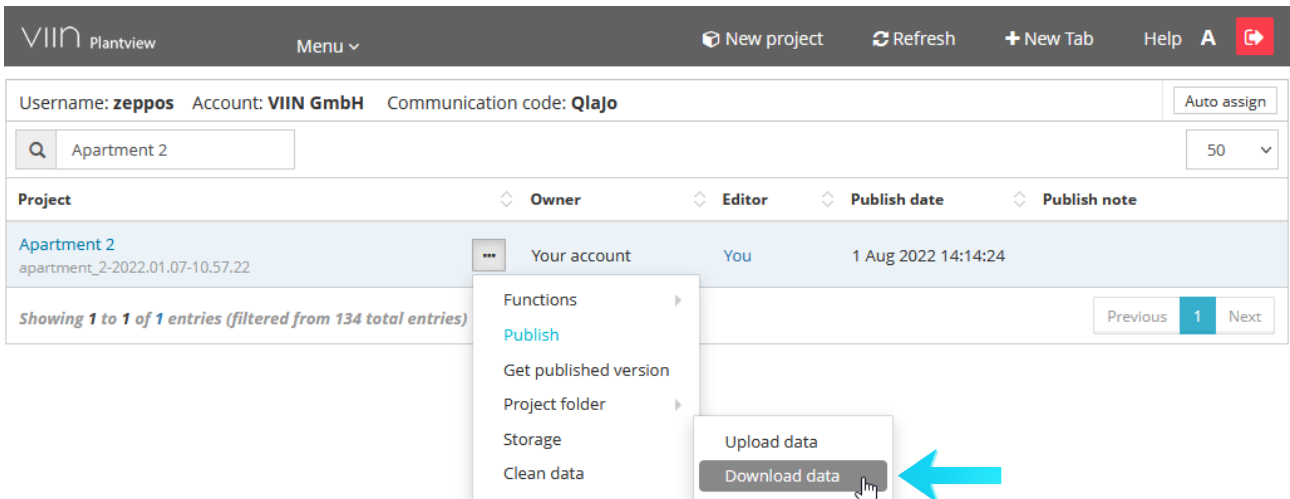 VIIN Plantview Menu New project Refresh New Tab Help A
Username: zeppos Account: VIIN GmbH Communication code: QlaJo Auto assign
Apartment 2 50
Project Owner Editor Publish date Publish note
Apartment 2
apartment_2-2022.01.07-10.57.22
... Your account You 1 Aug 2022 14:14:24
Functions
Showing 1 to 1 of 1 entries (filtered from 134 total entries) Previous 1 Next
Publish
Get published version
Project folder
Storage
Upload data
Clean data
Download data